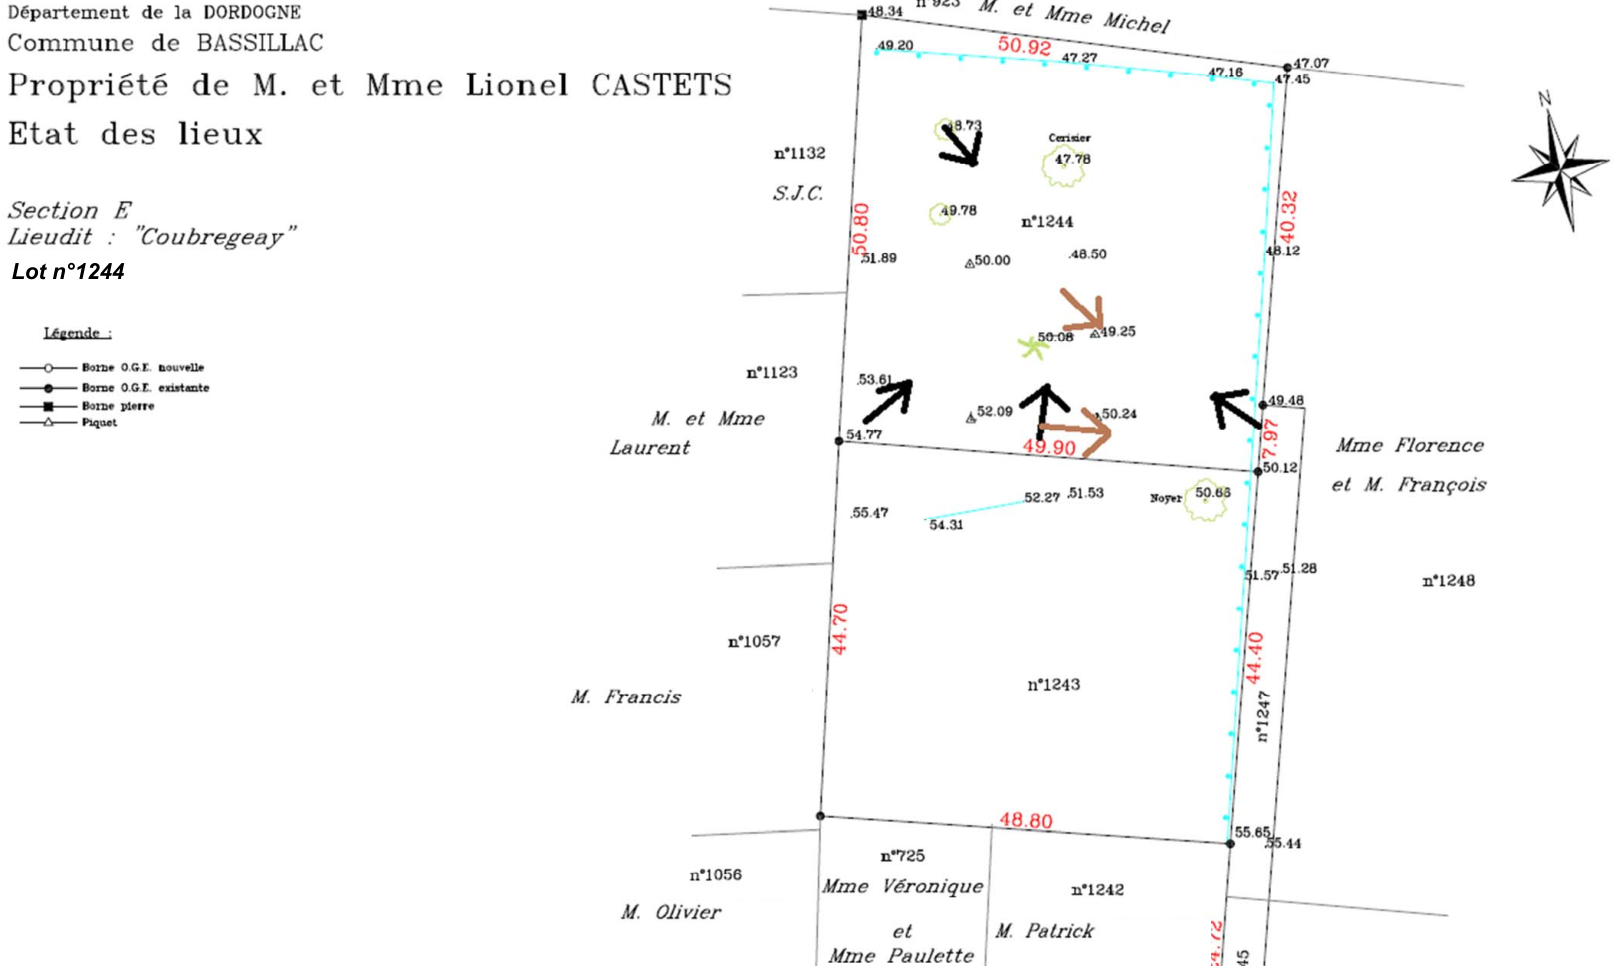 Département de la DORDOGNE
Commune de BASSILLAC
Propriété de M. et Mme Lionel CASTETS
Etat des lieux
Section E
Lieudit : "Coubregeay"
Lot n°1244
Légende :
Borne O.G.E. nouvelle
Borne O.G.E. existante
Borne pierre
Piquet
n°923 M. et Mme Michel
48.34
50.92
49.20
47.27
47.16
47.07
47.45
N
48.73
Cerisier
47.78
n°1132
S.J.C.
49.78
n°1244
50.80
40.32
51.89
50.00
48.50
48.12
50.08
49.25
n°1123
53.61
M. et Mme
Laurent
52.09
50.24
49.48
54.77
49.90
7.97
50.12
Mme Florence
et M. François
55.47
54.31
52.27
51.53
Noyer
50.66
51.57
51.28
n°1248
44.70
n°1057
44.40
n°1243
M. Francis
n°1247
48.80
55.65
55.44
n°725
n°1056
Mme Véronique
n°1242
M. Olivier
et
M. Patrick
Mme Paulette
4.72
45